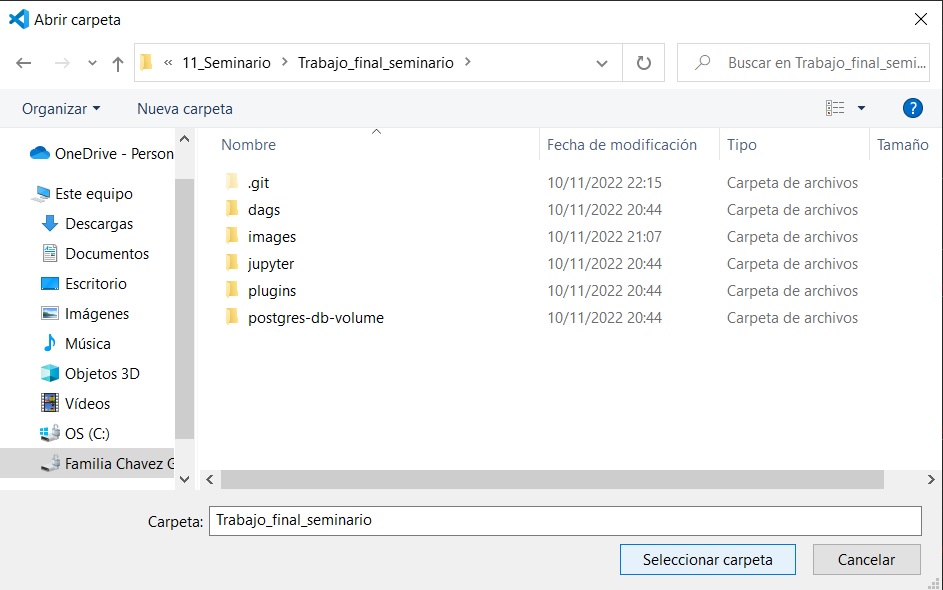 Abrir carpeta
« 11_Seminario > Trabajo_final_seminario >
Buscar en Trabajo_final_semi...
Organizar Nueva carpeta
?
Nombre Fecha de modificación Tipo Tamaño
OneDrive - Person
Este equipo
Descargas
Documentos
Escritorio
Imágenes
Música
Objetos 3D
Vídeos
OS (C:)
Familia Chavez G
.git 10/11/2022 22:15 Carpeta de archivos
dags 10/11/2022 20:44 Carpeta de archivos
images 10/11/2022 21:07 Carpeta de archivos
jupyter 10/11/2022 20:44 Carpeta de archivos
plugins 10/11/2022 20:44 Carpeta de archivos
postgres-db-volume 10/11/2022 20:44 Carpeta de archivos
Carpeta: Trabajo_final_seminario
Seleccionar carpeta Cancelar